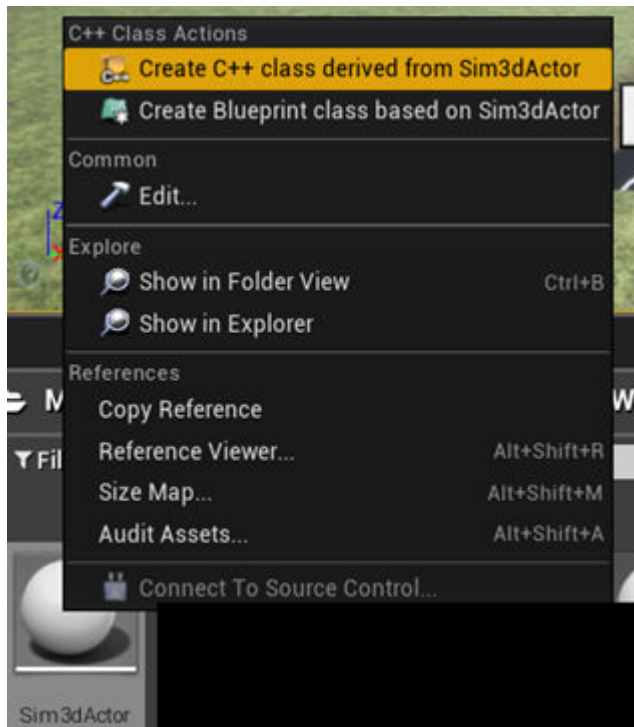 C++ Class Actions
C++ Create C++ class derived from Sim3dActor
Create Blueprint class based on Sim3dActor
Common
Edit...
Explore
Show in Folder View Ctrl+B
Show in Explorer
References
M W
Copy Reference
Reference Viewer... Alt+Shift+R
Fil
Size Map... Alt+Shift+M
Audit Assets... Alt+Shift+A
Connect To Source Control...
Sim3dActor